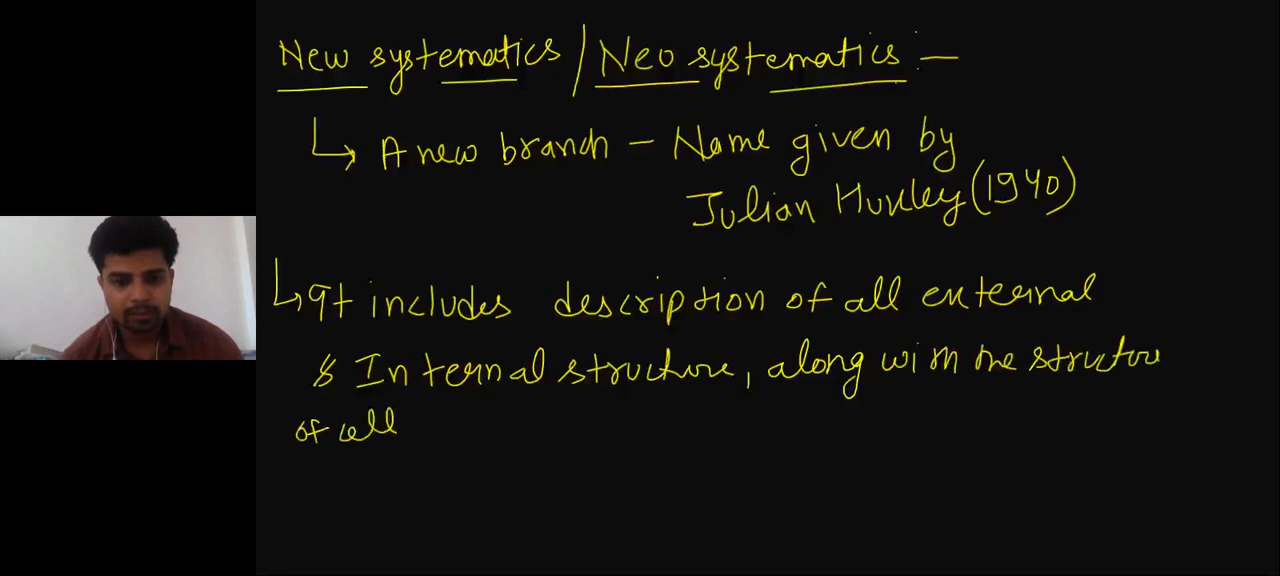 New systematics / Neo systematics :-
↳ A new branch - Name given by
Julian Huxley (1940)
↳ It includes description of all external
& Internal structure, along with the structure
of cell